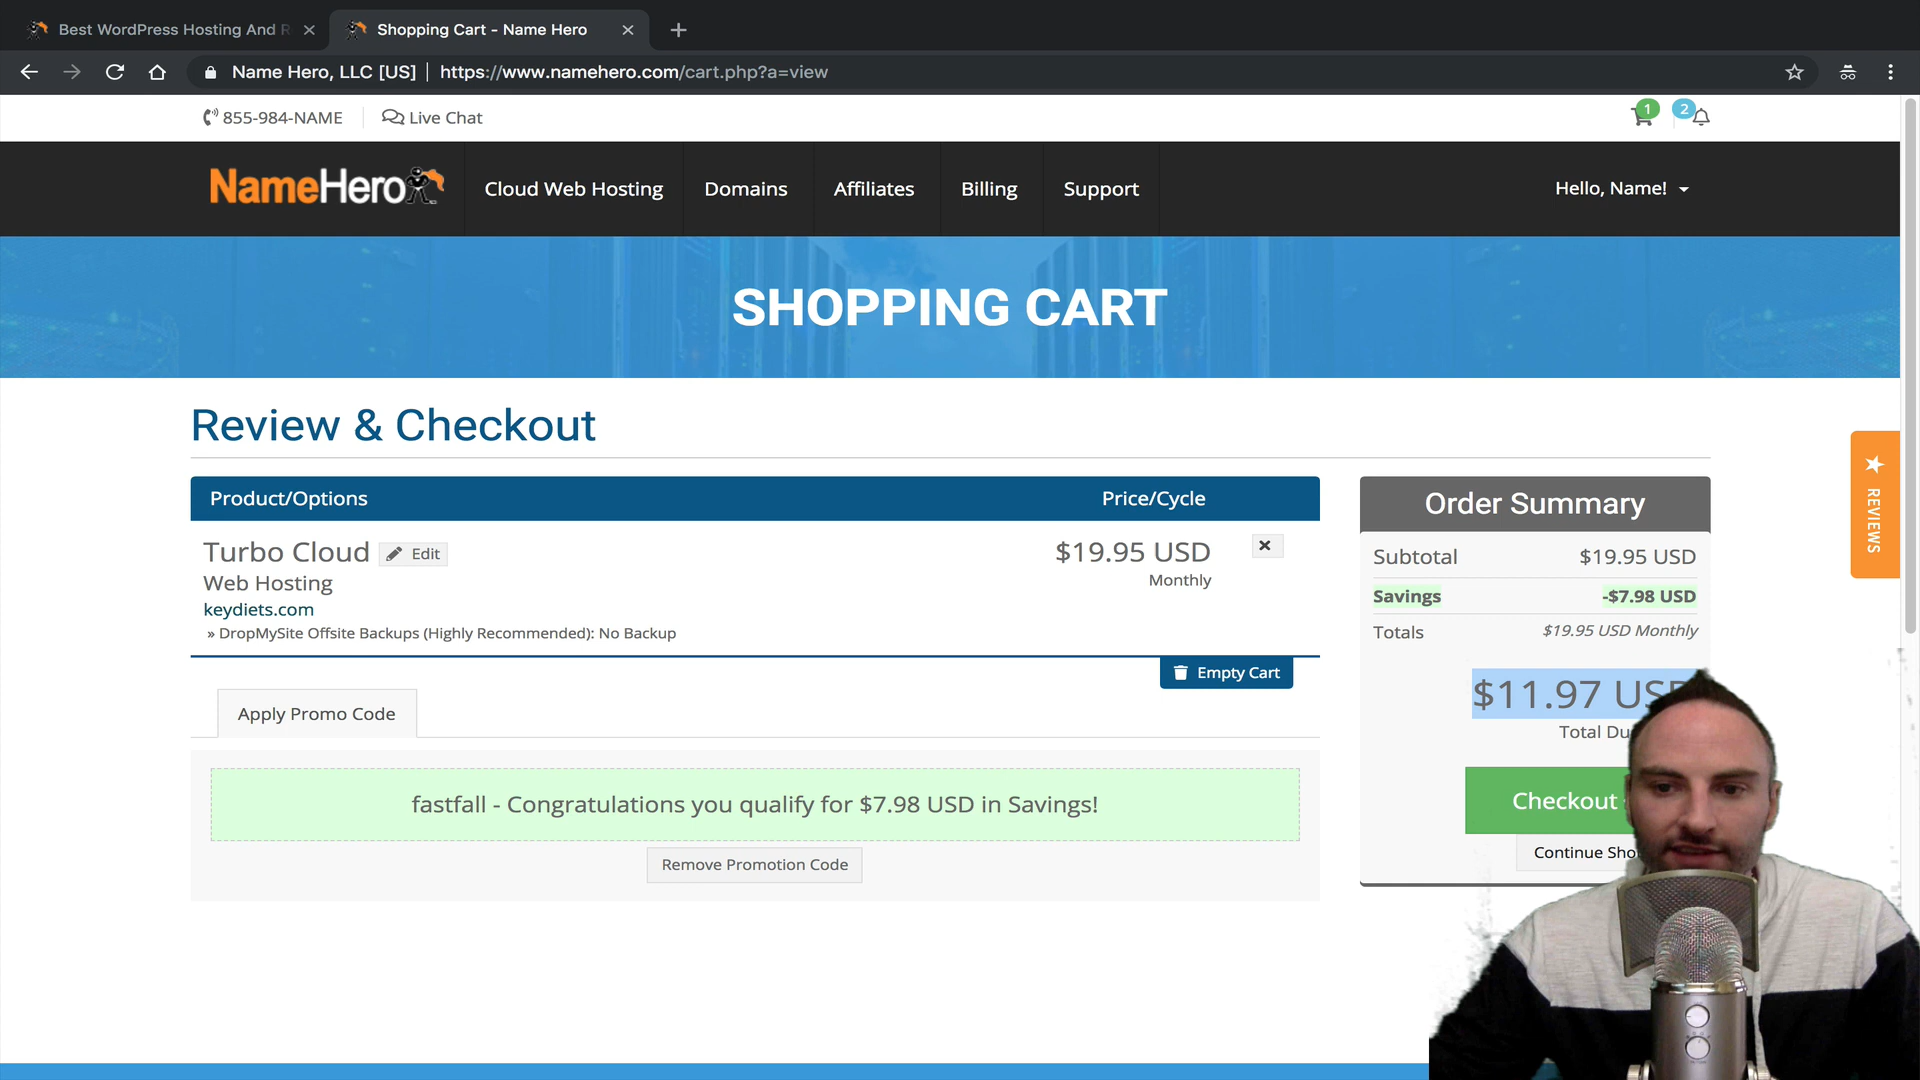 Best WordPress Hosting And R
Shopping Cart - Name Hero
Name Hero, LLC [US] | https://www.namehero.com/cart.php?a=view
855-984-NAME
Live Chat
1
2
NameHero
Cloud Web Hosting
Domains
Affiliates
Billing
Support
Hello, Name!
SHOPPING CART
Review & Checkout
Product/Options
Price/Cycle
Turbo Cloud
Edit
$19.95 USD
Web Hosting
Monthly
keydiets.com
» DropMySite Offsite Backups (Highly Recommended): No Backup
Empty Cart
Apply Promo Code
fastfall - Congratulations you qualify for $7.98 USD in Savings!
Remove Promotion Code
Order Summary
Subtotal $19.95 USD
Savings -$7.98 USD
Totals $19.95 USD Monthly
$11.97 USD
Total Du
Checkout
Continue Sho
REVIEWS